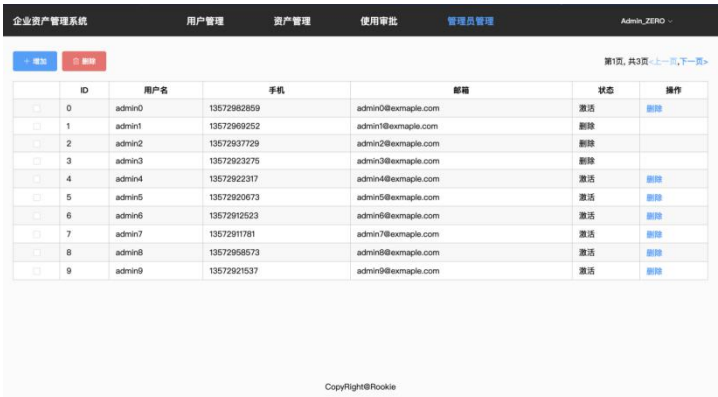 企业资产管理系统 用户管理 资产管理 使用审批 管理员管理 Admin_ZERO
+ 增加 删除 第1页, 共3页<上一页,下一页>
ID 用户名 手机 邮箱 状态 操作
0 admin0 13572982859 admin0@exmaple.com 激活 删除
1 admin1 13572969252 admin1@exmaple.com 删除
2 admin2 13572937729 admin2@exmaple.com 删除
3 admin3 13572923275 admin3@exmaple.com 删除
4 admin4 13572922317 admin4@exmaple.com 激活 删除
5 admin5 13572920673 admin5@exmaple.com 激活 删除
6 admin6 13572912523 admin6@exmaple.com 激活 删除
7 admin7 13572911781 admin7@exmaple.com 激活 删除
8 admin8 13572958573 admin8@exmaple.com 激活 删除
9 admin9 13572921537 admin9@exmaple.com 激活 删除
CopyRight@Rookie